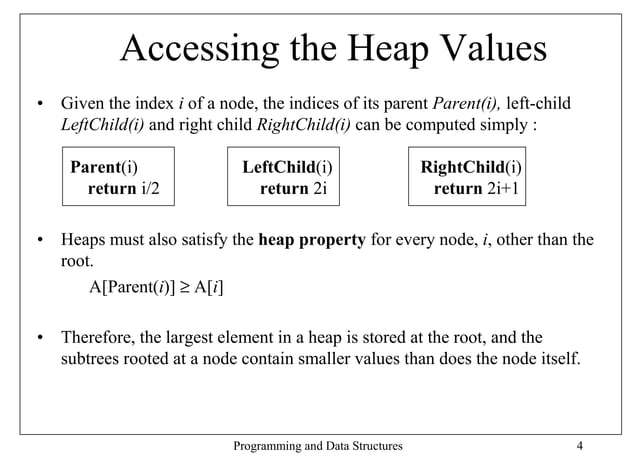 Accessing the Heap Values
• Given the index i of a node, the indices of its parent Parent(i), left-child
LeftChild(i) and right child RightChild(i) can be computed simply :
Parent(i)
return i/2
LeftChild(i)
return 2i
RightChild(i)
return 2i+1
• Heaps must also satisfy the heap property for every node, i, other than the
root.
A[Parent(i)] ≥ A[i]
• Therefore, the largest element in a heap is stored at the root, and the
subtrees rooted at a node contain smaller values than does the node itself.
Programming and Data Structures
4